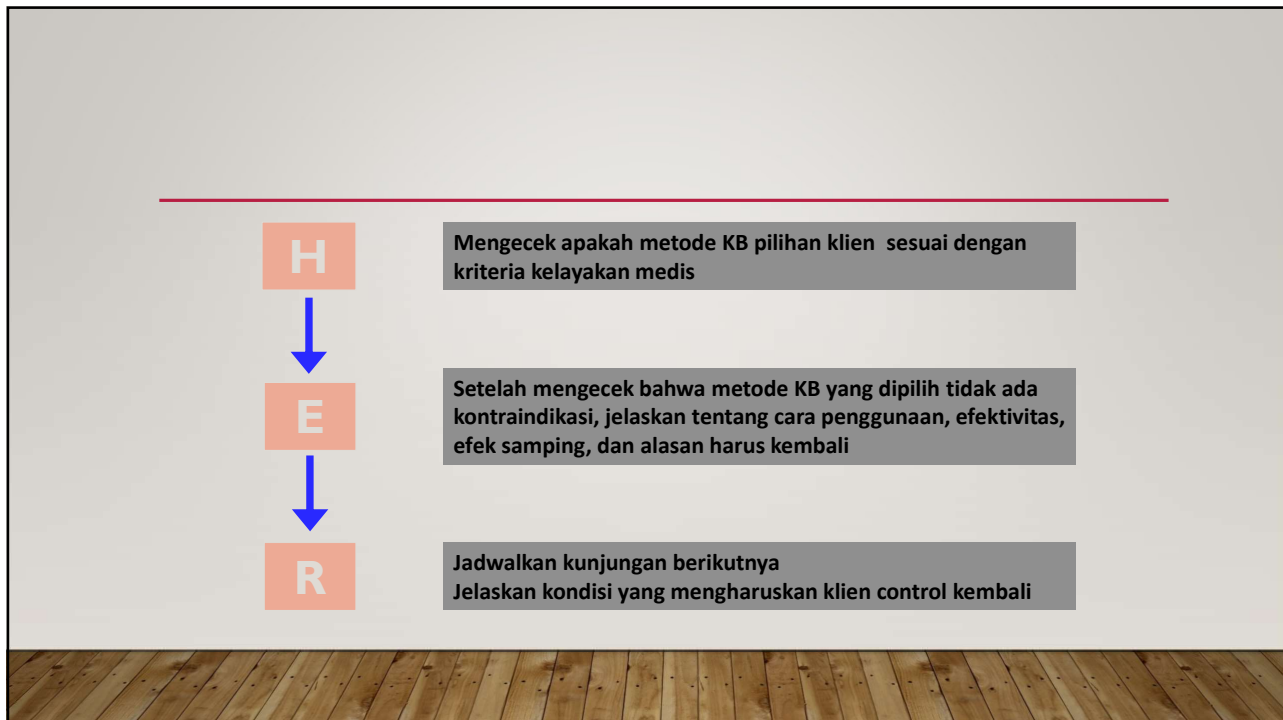 H
Mengecek apakah metode KB pilihan klien sesuai dengan
kriteria kelayakan medis
E
Setelah mengecek bahwa metode KB yang dipilih tidak ada
kontraindikasi, jelaskan tentang cara penggunaan, efektivitas,
efek samping, dan alasan harus kembali
R
Jadwalkan kunjungan berikutnya
Jelaskan kondisi yang mengharuskan klien control kembali